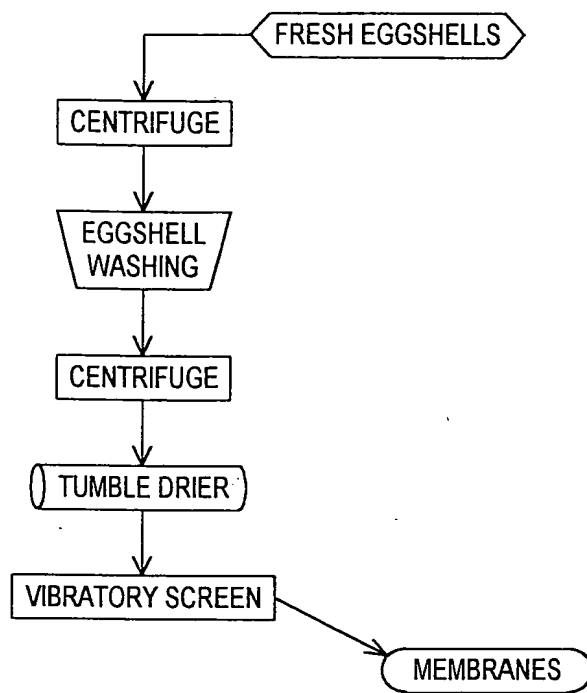 FRESH EGGSHELLS
CENTRIFUGE
EGGSHELL
WASHING
CENTRIFUGE
TUMBLE DRIER
VIBRATORY SCREEN
MEMBRANES